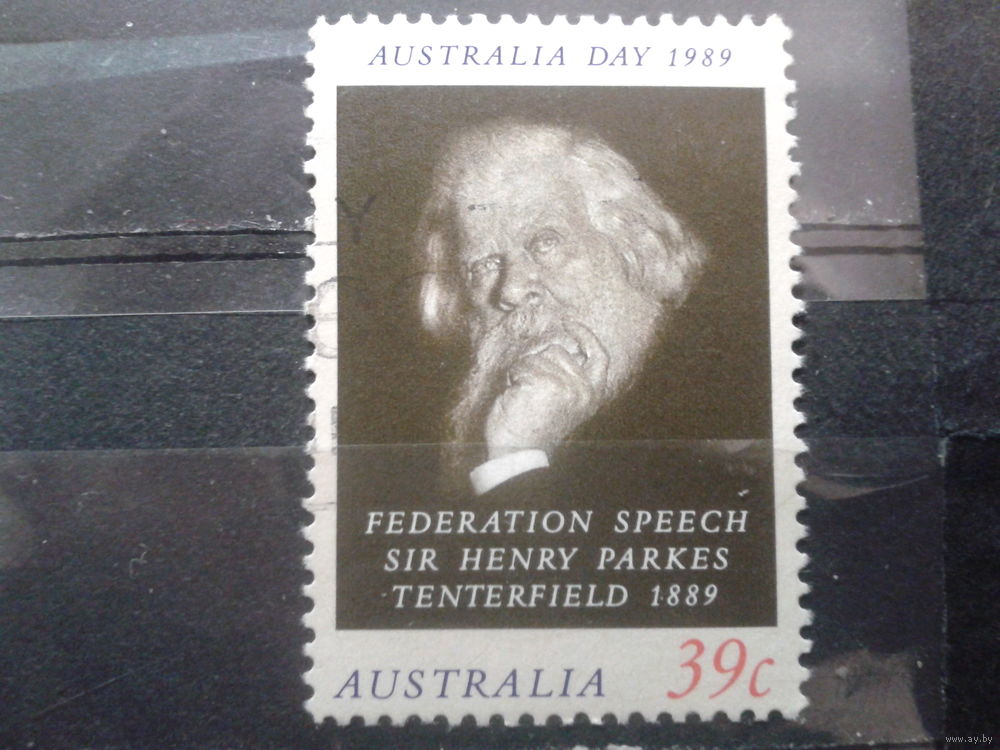 AUSTRALIA DAY 1989
FEDERATION SPEECH
SIR HENRY PARKES
TENTERFIELD 1889
AUSTRALIA 39c
www.ay.by